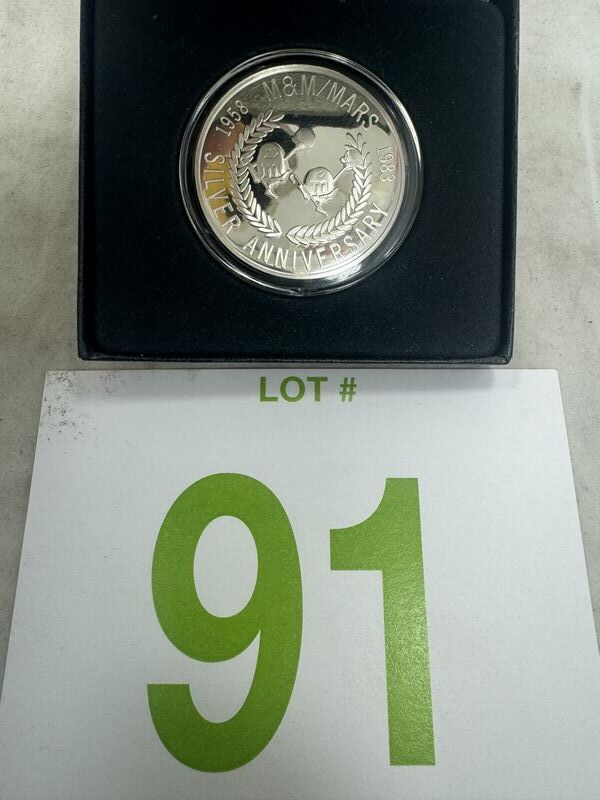 1958 M&M/MARS 1983
SILVER ANNIVERSARY
LOT #
91